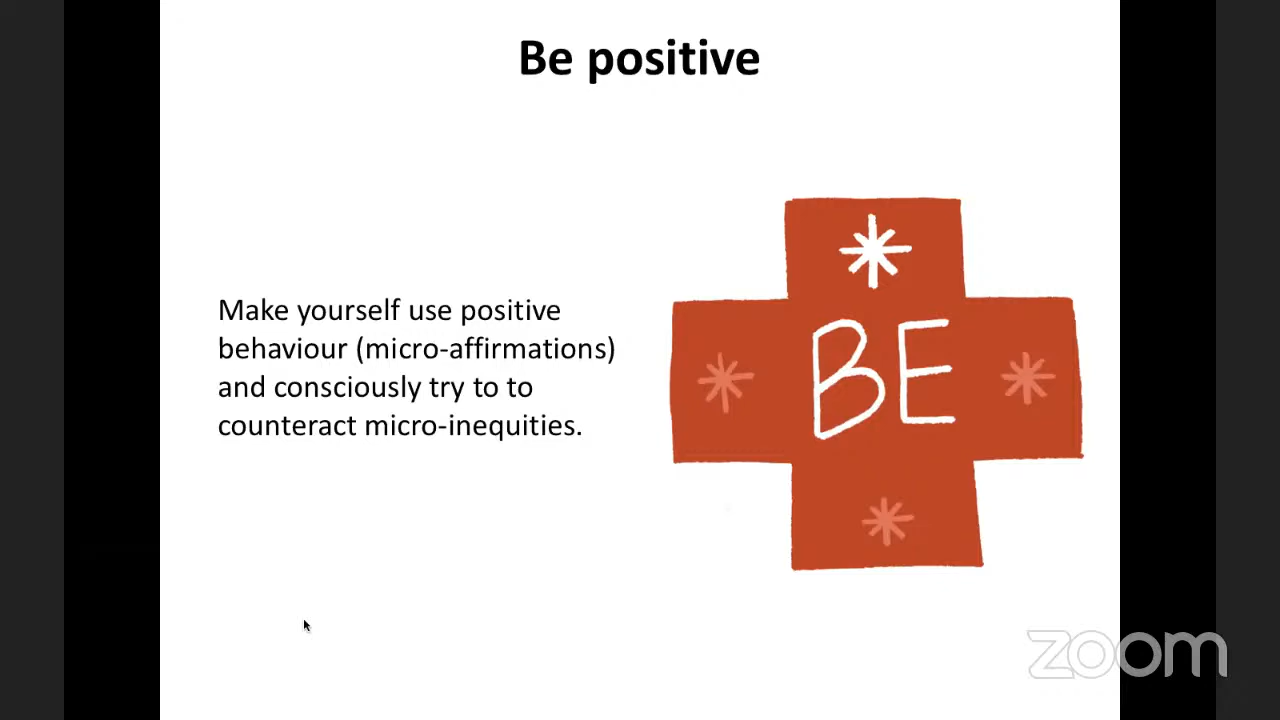 Be positive
Make yourself use positive
behaviour (micro-affirmations)
and consciously try to to
counteract micro-inequities.
BE
zoom